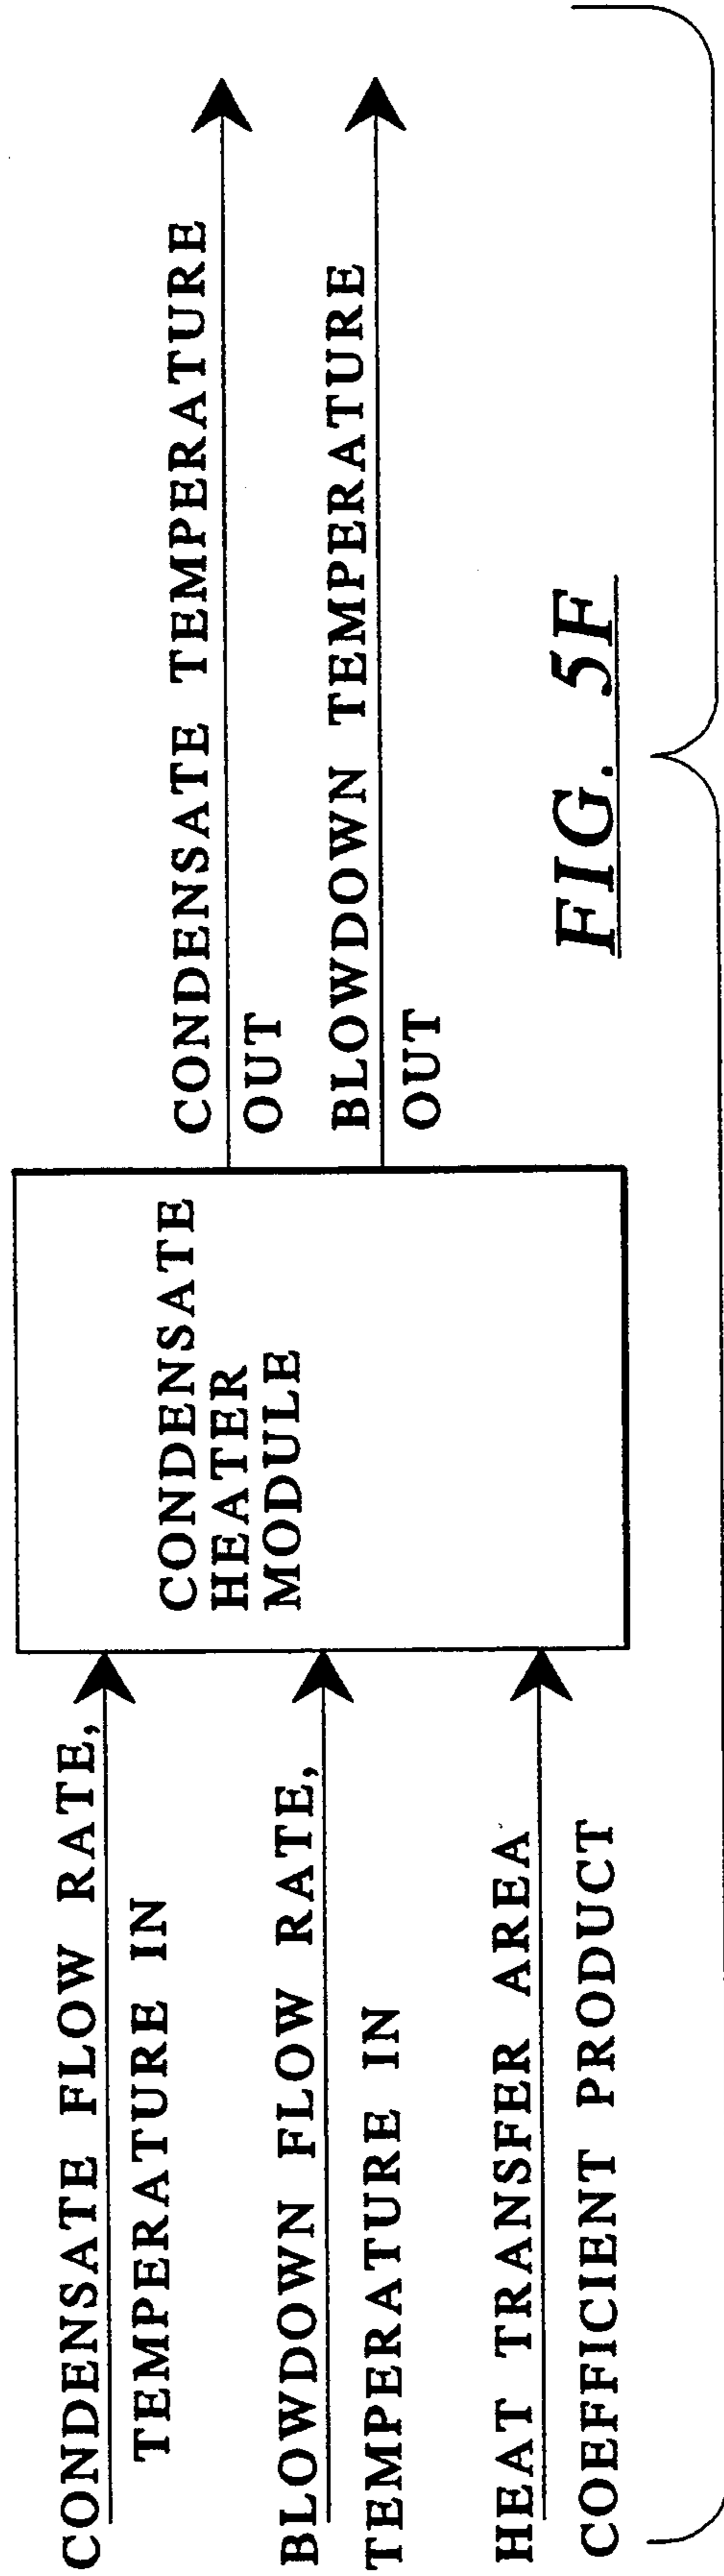 CONDENSATE FLOW RATE,
TEMPERATURE IN
BLOWDOWN FLOW RATE,
TEMPERATURE IN
HEAT TRANSFER AREA
COEFFICIENT PRODUCT
CONDENSATE
HEATER
MODULE
CONDENSATE TEMPERATURE
OUT
BLOWDOWN TEMPERATURE
OUT
FIG. 5F